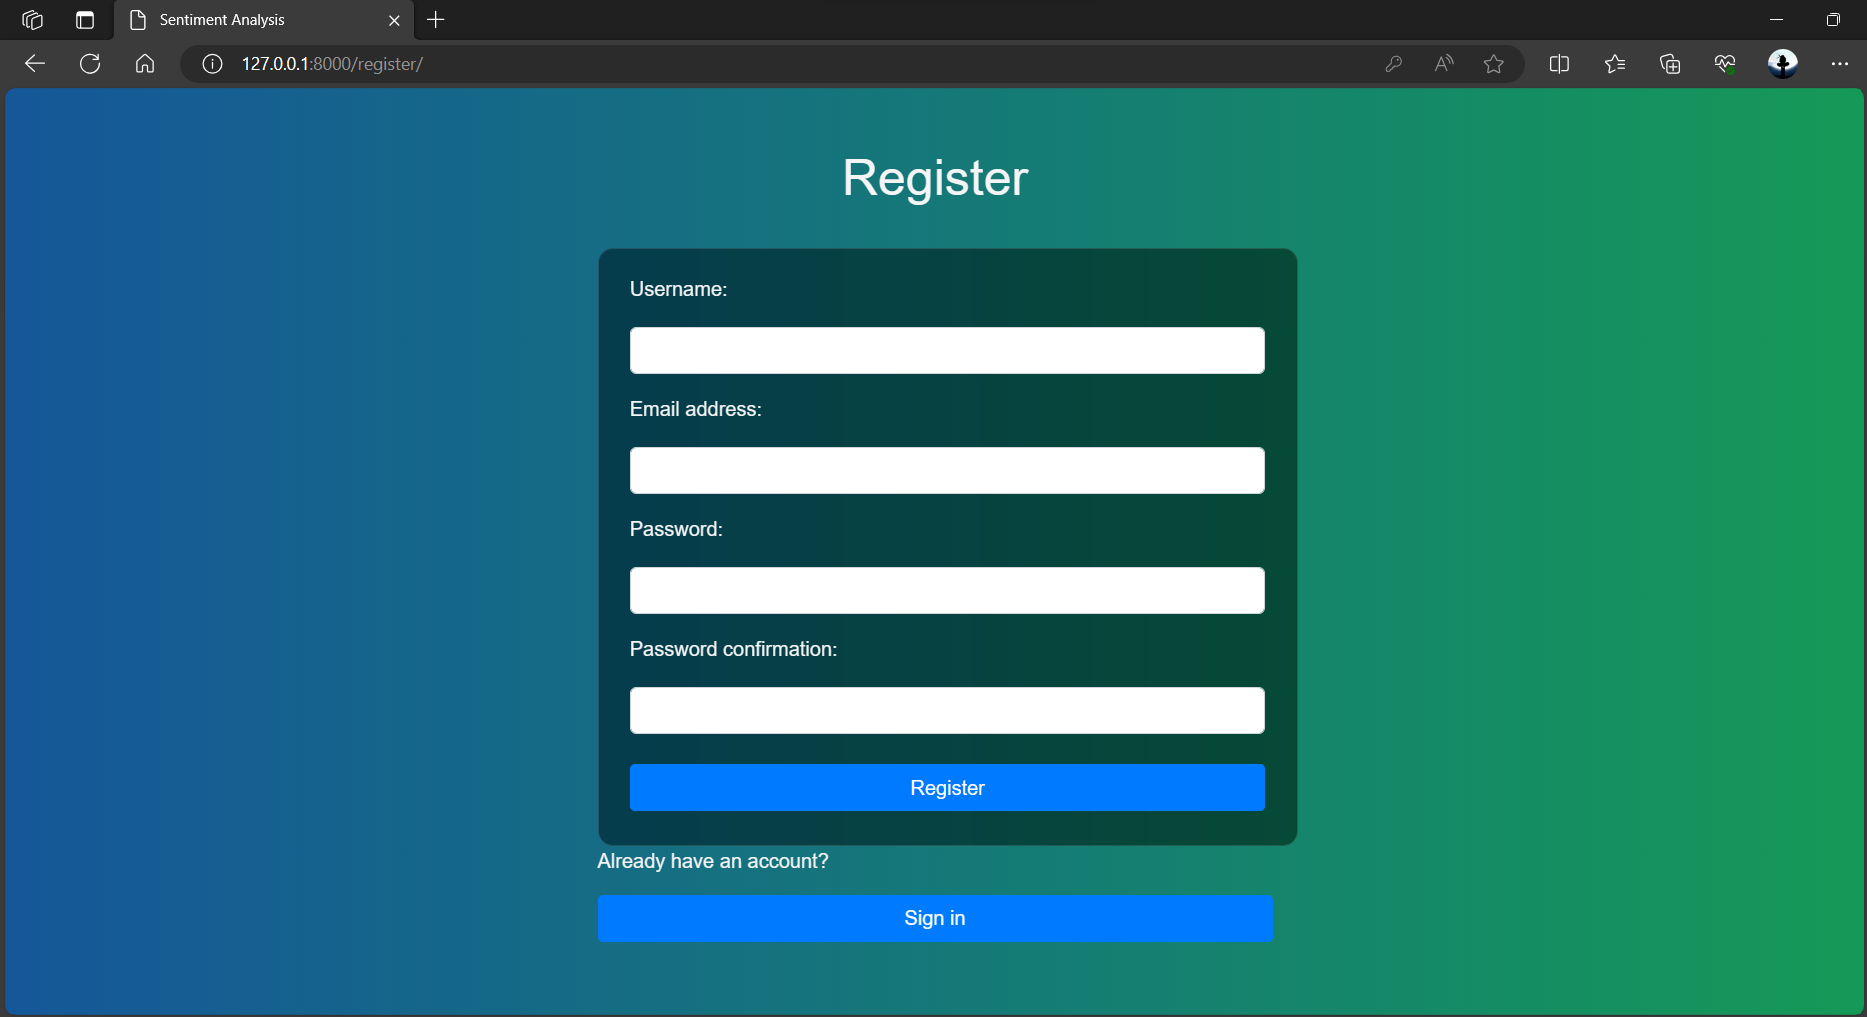 Sentiment Analysis
127.0.0.1:8000/register/
Register
Username:
Email address:
Password:
Password confirmation:
Register
Already have an account?
Sign in